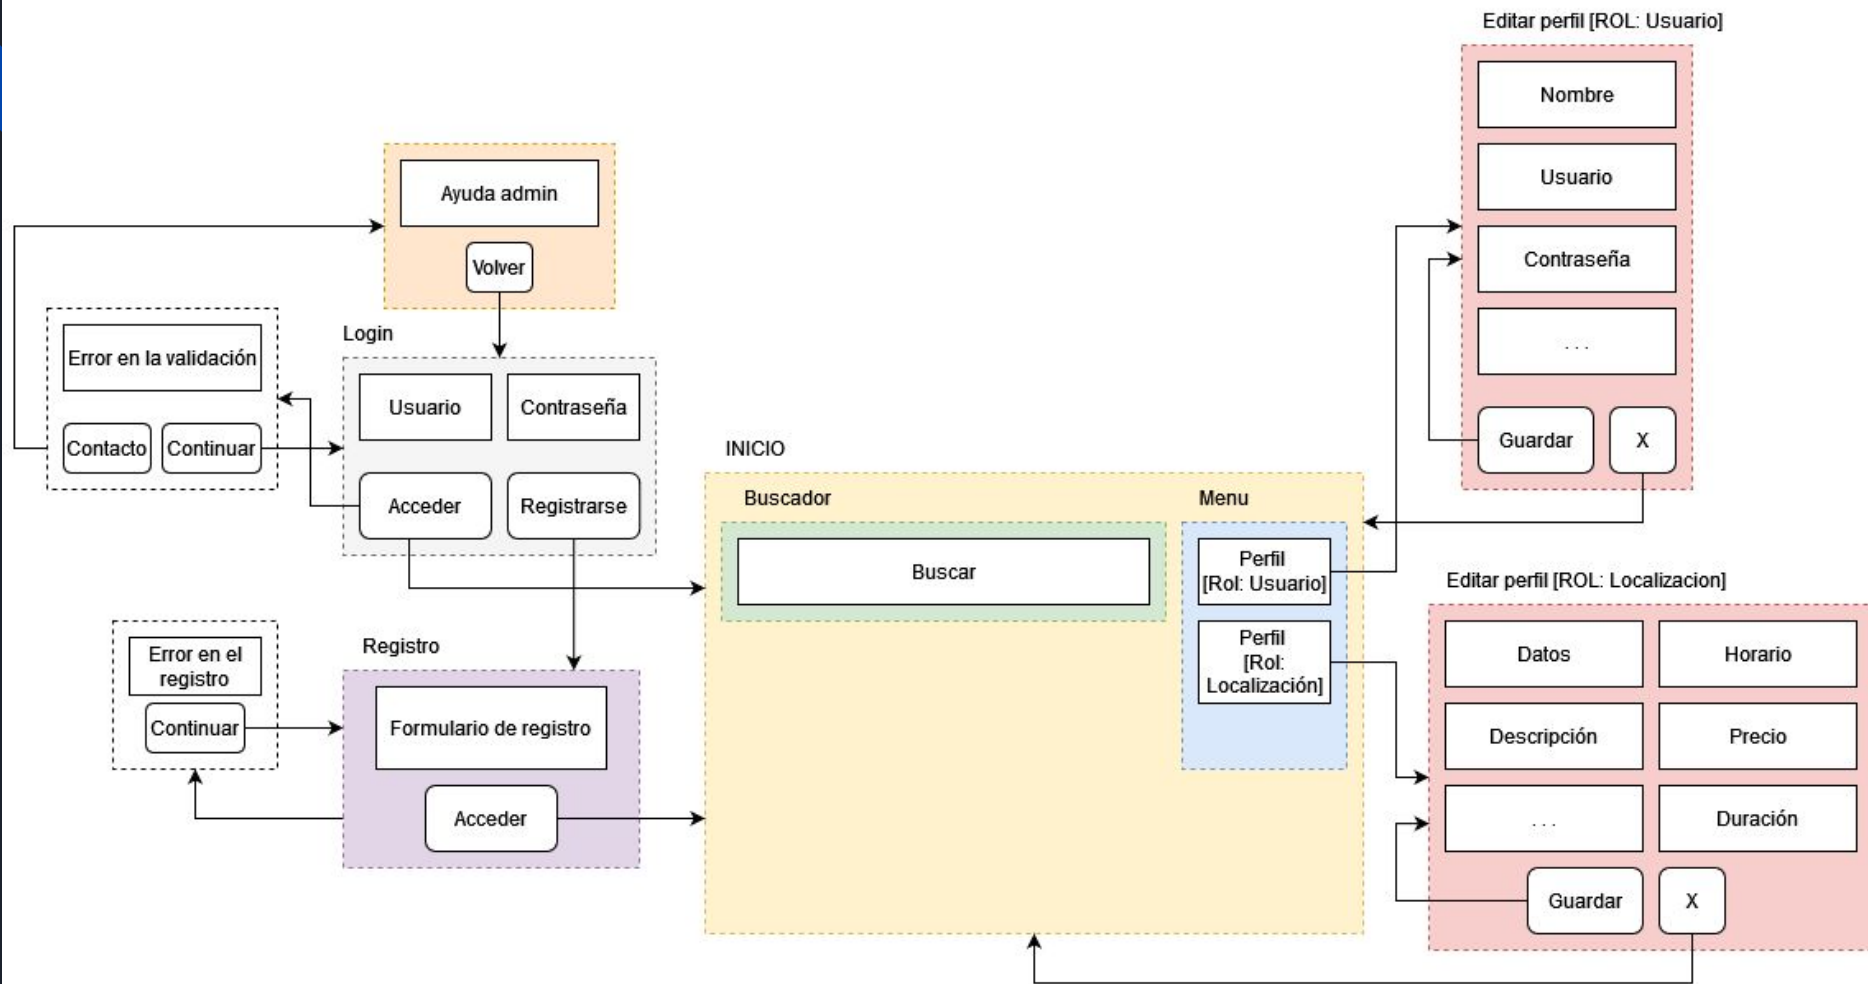 Editar perfil [ROL: Usuario]
Nombre
Usuario
Contraseña
. . .
Guardar
X
Ayuda admin
Volver
Error en la validación
Contacto
Continuar
Login
Usuario
Contraseña
Acceder
Registrarse
INICIO
Buscador
Buscar
Menu
Perfil
[Rol: Usuario]
Perfil
[Rol:
Localización]
Error en el
registro
Continuar
Registro
Formulario de registro
Acceder
Editar perfil [ROL: Localizacion]
Datos
Horario
Descripción
Precio
. . .
Duración
Guardar
X